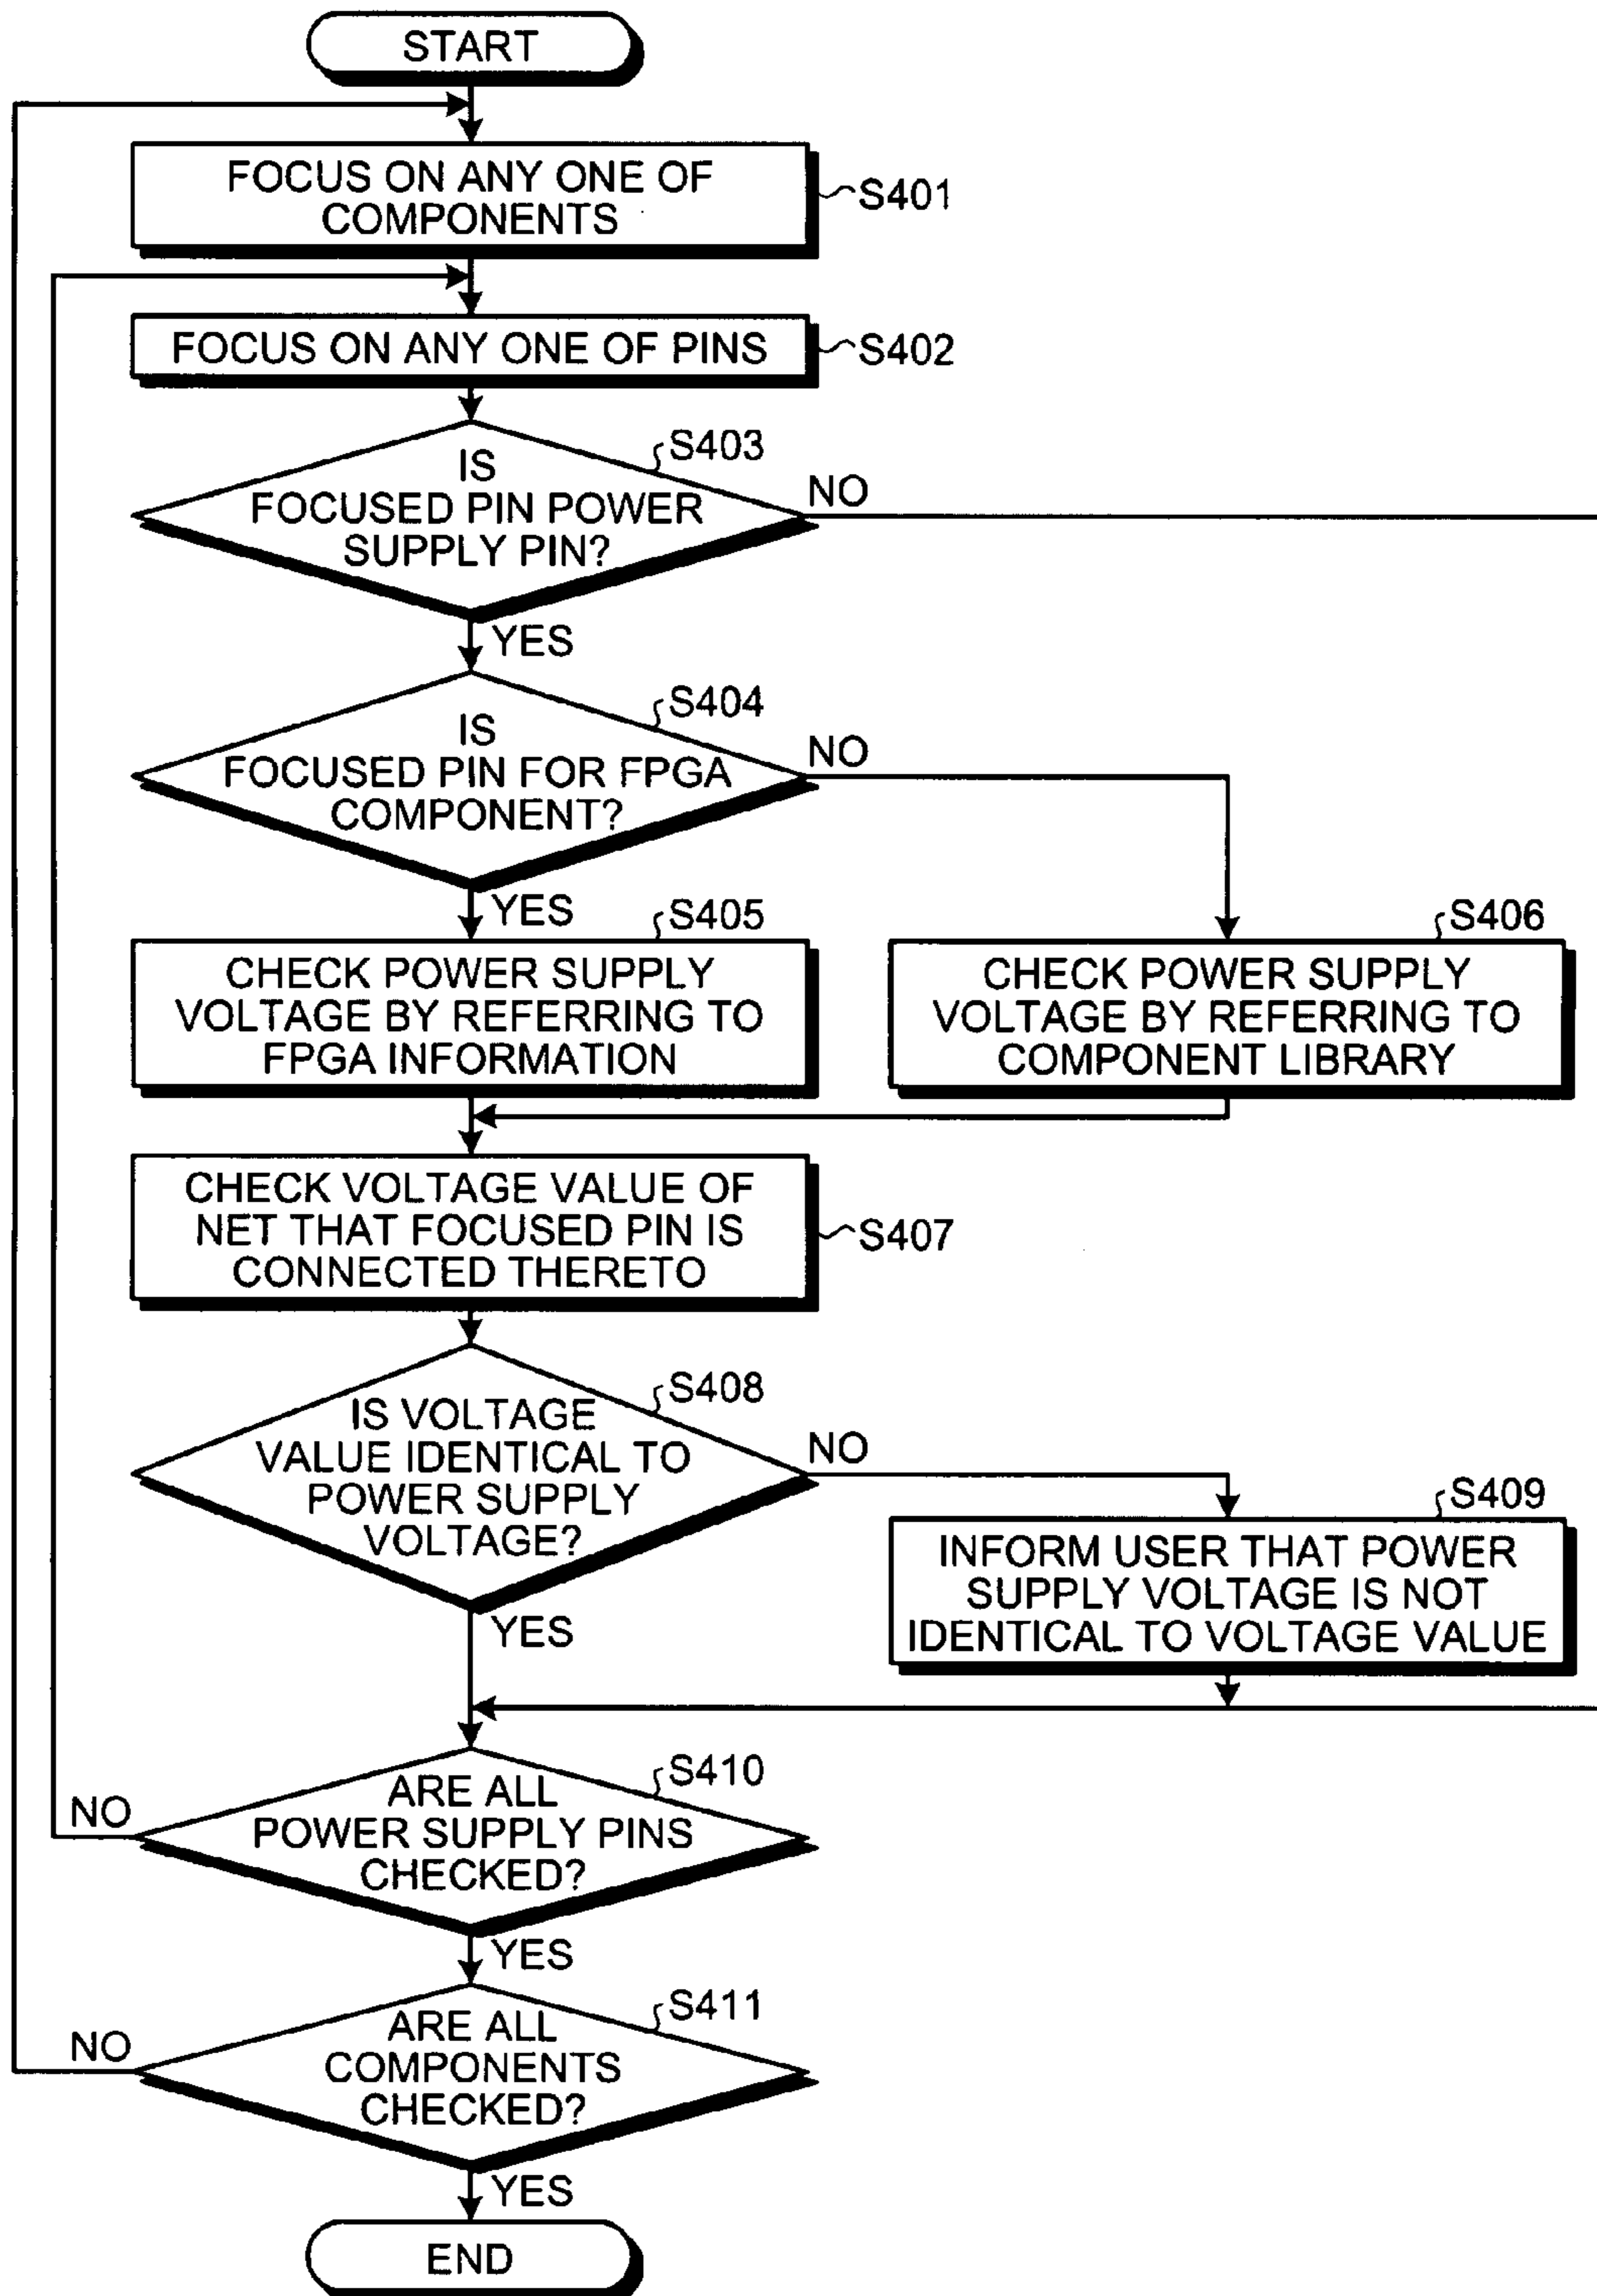 START
FOCUS ON ANY ONE OF
COMPONENTS
S401
FOCUS ON ANY ONE OF PINS
S402
S403
IS
FOCUSED PIN POWER
SUPPLY PIN?
NO
YES
S404
IS
FOCUSED PIN FOR FPGA
COMPONENT?
NO
YES
S405
CHECK POWER SUPPLY
VOLTAGE BY REFERRING TO
FPGA INFORMATION
S406
CHECK POWER SUPPLY
VOLTAGE BY REFERRING TO
COMPONENT LIBRARY
CHECK VOLTAGE VALUE OF
NET THAT FOCUSED PIN IS
CONNECTED THERETO
S407
S408
IS VOLTAGE
VALUE IDENTICAL TO
POWER SUPPLY
VOLTAGE?
NO
YES
S409
INFORM USER THAT POWER
SUPPLY VOLTAGE IS NOT
IDENTICAL TO VOLTAGE VALUE
S410
ARE ALL
POWER SUPPLY PINS
CHECKED?
NO
YES
S411
ARE ALL
COMPONENTS
CHECKED?
NO
YES
END